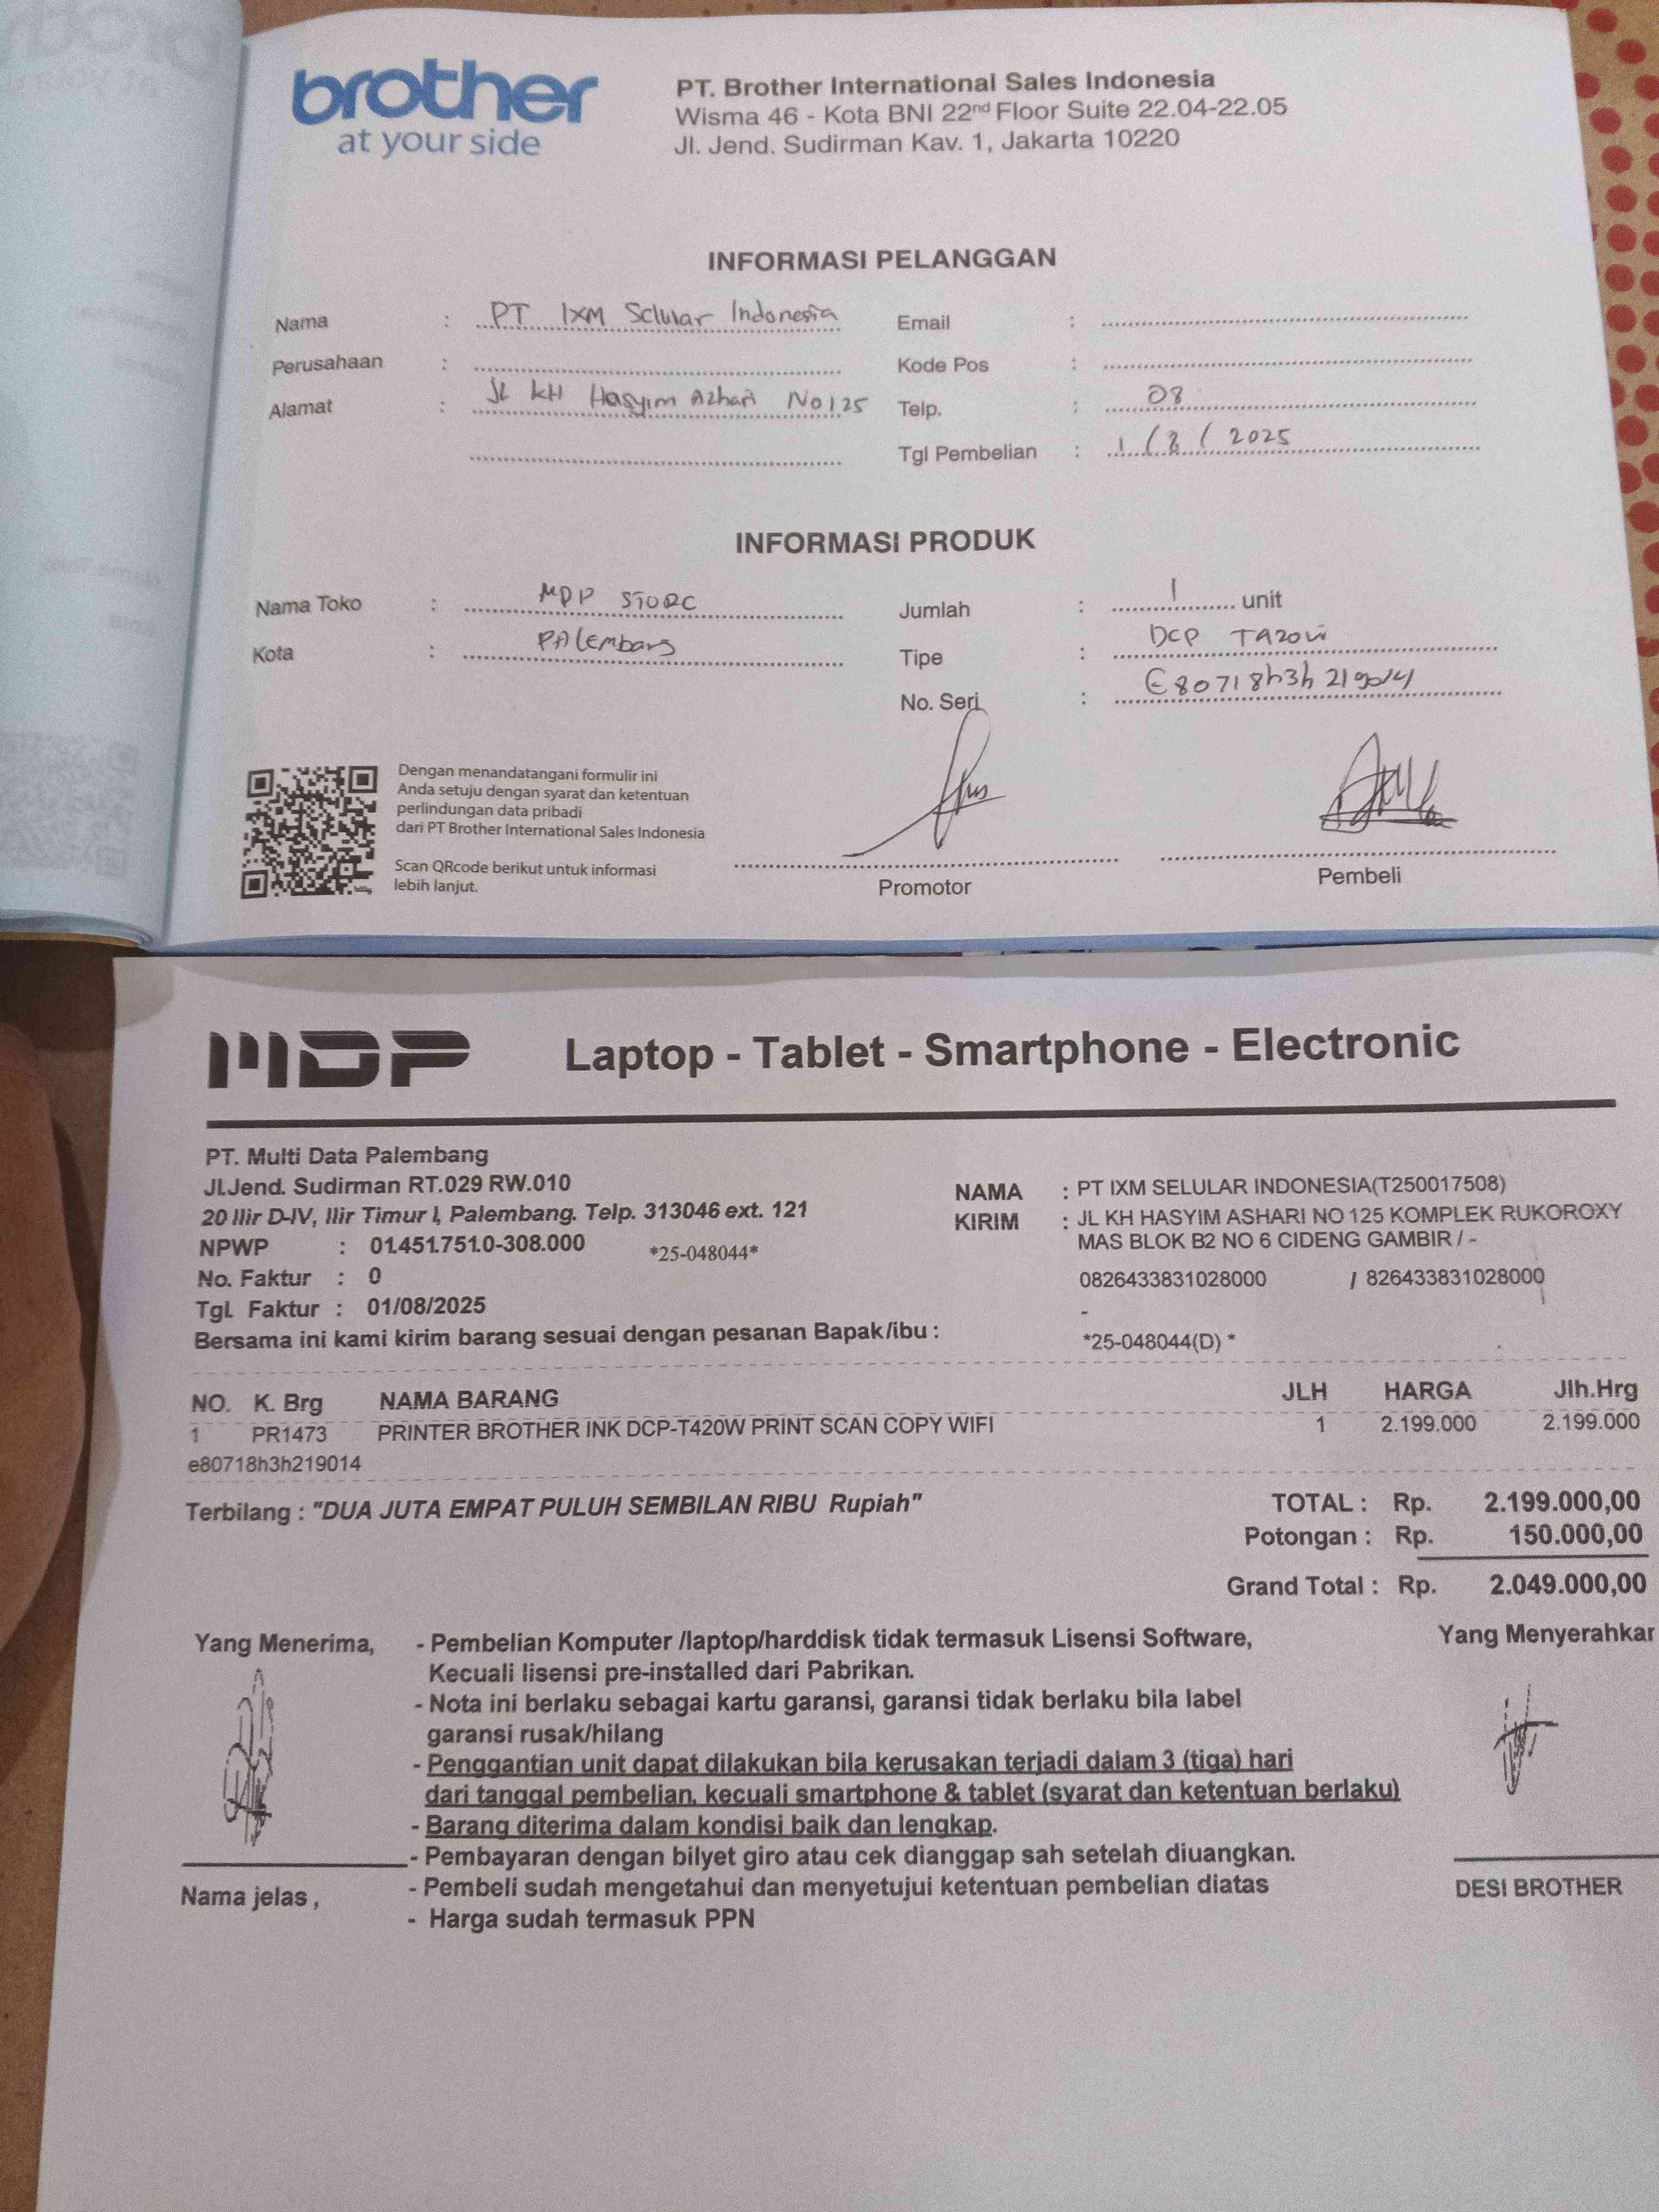 brother
at your side
PT. Brother International Sales Indonesia
Wisma 46 - Kota BNI 22nd Floor Suite 22.04-22.05
Jl. Jend. Sudirman Kav. 1, Jakarta 10220
INFORMASI PELANGGAN
Nama : PT IXM Selular Indonesia
Perusahaan :
Alamat : JL KH Hasyim Azhari No 125
Email :
Kode Pos :
Telp. : 08
Tgl Pembelian : 1/8/2025
INFORMASI PRODUK
Nama Toko : MDP STORE
Kota : PALembang
Jumlah : 1 unit
Tipe : DCP T420W
No. Seri : E80718h3h219014
Dengan menandatangani formulir ini
Anda setuju dengan syarat dan ketentuan
perlindungan data pribadi
dari PT Brother International Sales Indonesia
Scan QRcode berikut untuk informasi
lebih lanjut.
Promotor
Pembeli
MDP Laptop - Tablet - Smartphone - Electronic
PT. Multi Data Palembang
Jl.Jend. Sudirman RT.029 RW.010
20 Ilir D-IV, Ilir Timur I, Palembang. Telp. 313046 ext. 121
NPWP : 01.451.751.0-308.000 *25-048044*
No. Faktur : 0
Tgl. Faktur : 01/08/2025
Bersama ini kami kirim barang sesuai dengan pesanan Bapak/ibu :
NAMA : PT IXM SELULAR INDONESIA(T250017508)
KIRIM : JL KH HASYIM ASHARI NO 125 KOMPLEK RUKOROXY
MAS BLOK B2 NO 6 CIDENG GAMBIR / -
0826433831028000 / 826433831028000
-
*25-048044(D) *
NO. K. Brg NAMA BARANG JLH HARGA Jlh.Hrg
1 PR1473 PRINTER BROTHER INK DCP-T420W PRINT SCAN COPY WIFI 1 2.199.000 2.199.000
e80718h3h219014
Terbilang : "DUA JUTA EMPAT PULUH SEMBILAN RIBU Rupiah"
TOTAL : Rp. 2.199.000,00
Potongan : Rp. 150.000,00
Grand Total : Rp. 2.049.000,00
Yang Menerima,
- Pembelian Komputer /laptop/harddisk tidak termasuk Lisensi Software,
Kecuali lisensi pre-installed dari Pabrikan.
- Nota ini berlaku sebagai kartu garansi, garansi tidak berlaku bila label
garansi rusak/hilang
- Penggantian unit dapat dilakukan bila kerusakan terjadi dalam 3 (tiga) hari
dari tanggal pembelian, kecuali smartphone & tablet (syarat dan ketentuan berlaku)
- Barang diterima dalam kondisi baik dan lengkap.
- Pembayaran dengan bilyet giro atau cek dianggap sah setelah diuangkan.
- Pembeli sudah mengetahui dan menyetujui ketentuan pembelian diatas
- Harga sudah termasuk PPN
Nama jelas ,
Yang Menyerahkan
DESI BROTHER